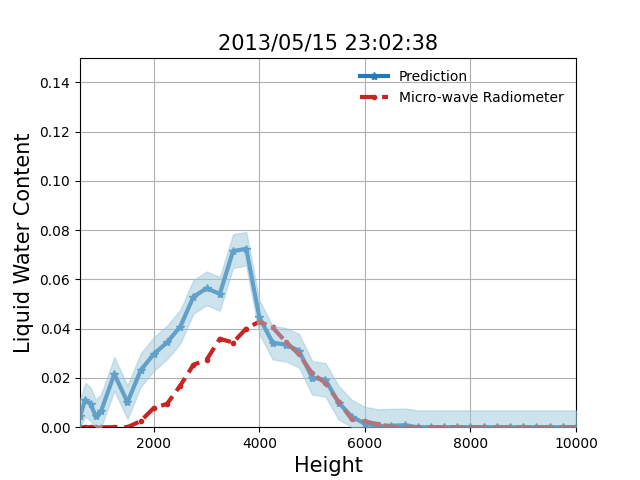 2013/05/15 23:02:38
Prediction
Micro-wave Radiometer
Liquid Water Content
0.14
0.12
0.10
0.08
0.06
0.04
0.02
0.00
2000 4000 6000 8000 10000
Height